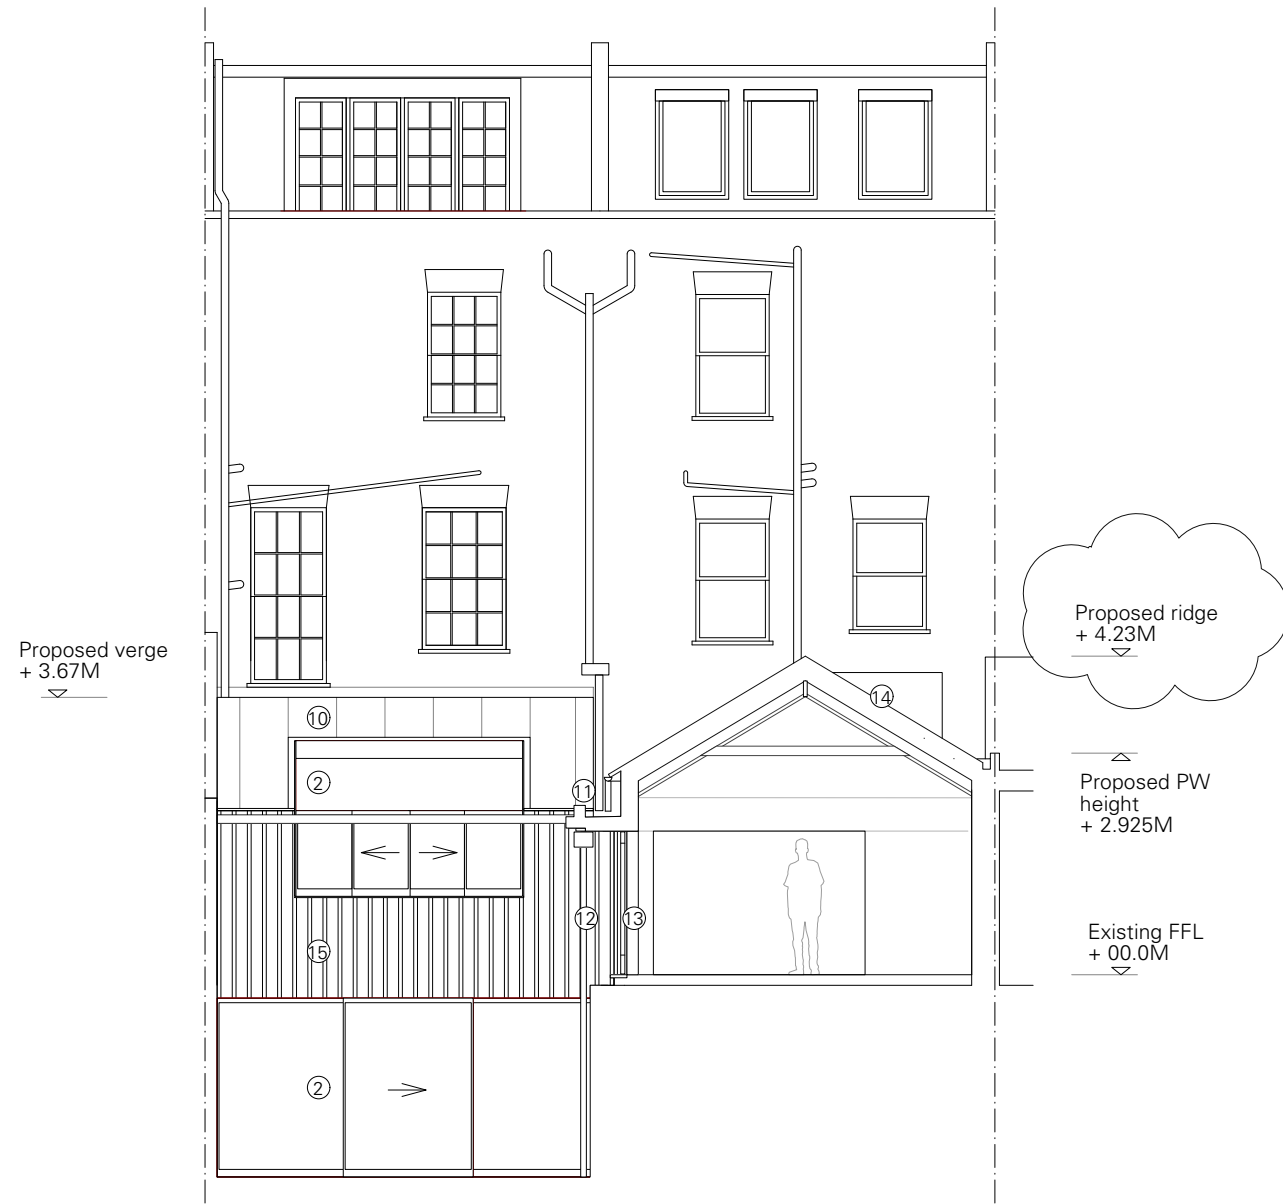 Proposed ridge
+ 4.23M
Proposed verge
+ 3.67M
14
10
2
11
Proposed PW
height
+ 2.925M
12
13
Existing FFL
+ 00.0M
15
2